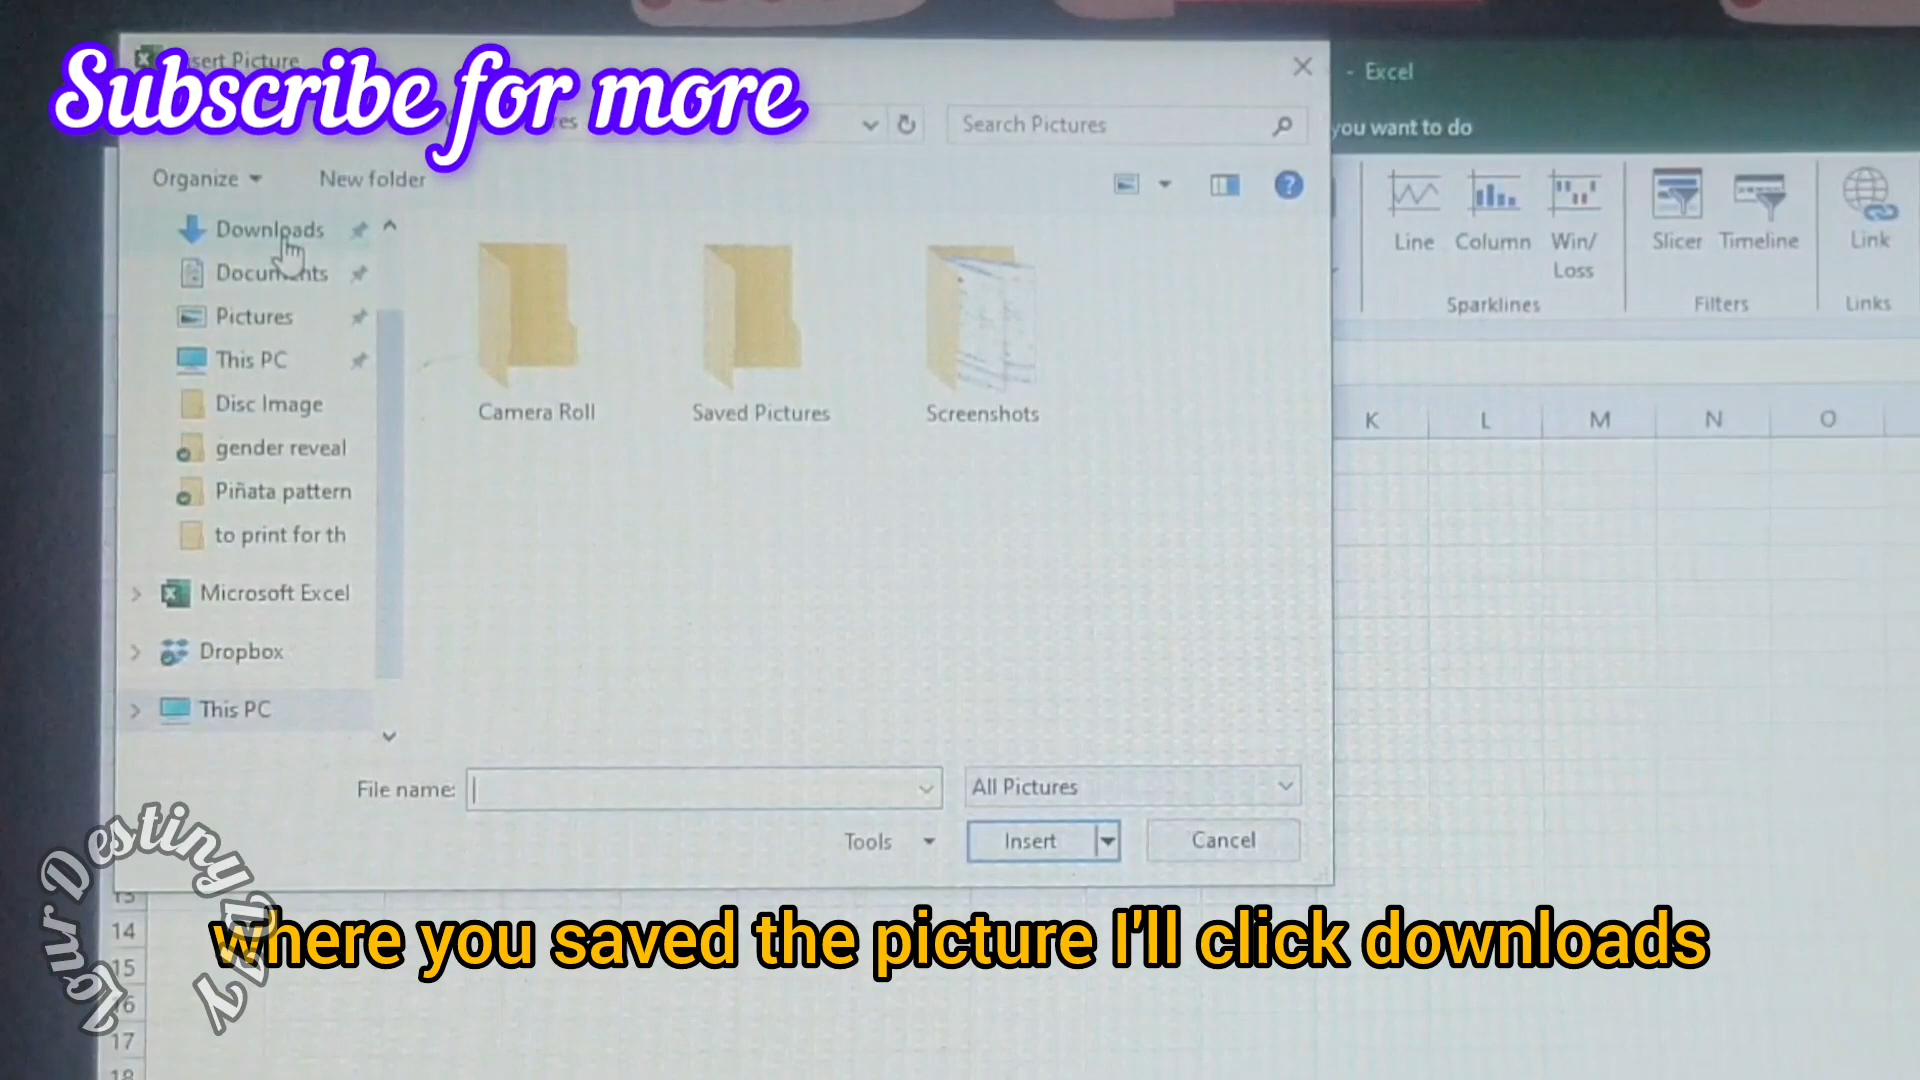 Insert Picture
Subscribe for more
Search Pictures
- Excel
you want to do
Organize
New folder
Downloads
Documents
Pictures
This PC
Disc Image
gender reveal
Piñata pattern
to print for th
Microsoft Excel
Dropbox
This PC
Camera Roll
Saved Pictures
Screenshots
Line
Column
Win/
Loss
Sparklines
Slicer
Timeline
Filters
Link
Links
K L M N O
File name:
All Pictures
Tools
Insert
Cancel
where you saved the picture I'll click downloads
14
15
16
17
18